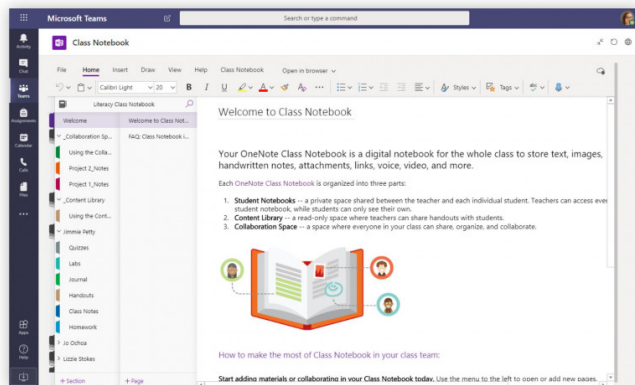 Microsoft Teams
Search or type a command
Activity
Chat
Teams
Assignments
Calendar
Calls
Files
Apps
Help
Class Notebook
File Home Insert Draw View Help Class Notebook Open in browser
Calibri Light 20 B I U A Styles Tags
Literacy Class Notebook
Welcome
_Collaboration Sp...
Using the Colla...
Project 2_Notes
Project 1_Notes
_Content Library
Using the Cont...
Jimmie Petty
Quizzes
Labs
Journal
Handouts
Class Notes
Homework
Jo Ochoa
Lizzie Stokes
+ Section
Welcome to Class Not...
FAQ: Class Notebook i...
+ Page
Welcome to Class Notebook
Your OneNote Class Notebook is a digital notebook for the whole class to store text, images,
handwritten notes, attachments, links, voice, video, and more.
Each OneNote Class Notebook is organized into three parts:
1. Student Notebooks -- a private space shared between the teacher and each individual student. Teachers can access ever
student notebook, while students can only see their own.
2. Content Library -- a read-only space where teachers can share handouts with students.
3. Collaboration Space -- a space where everyone in your class can share, organize, and collaborate.
How to make the most of Class Notebook in your class team:
Start adding materials or collaborating in your Class Notebook today. Use the menu to the left to open or add new pages.